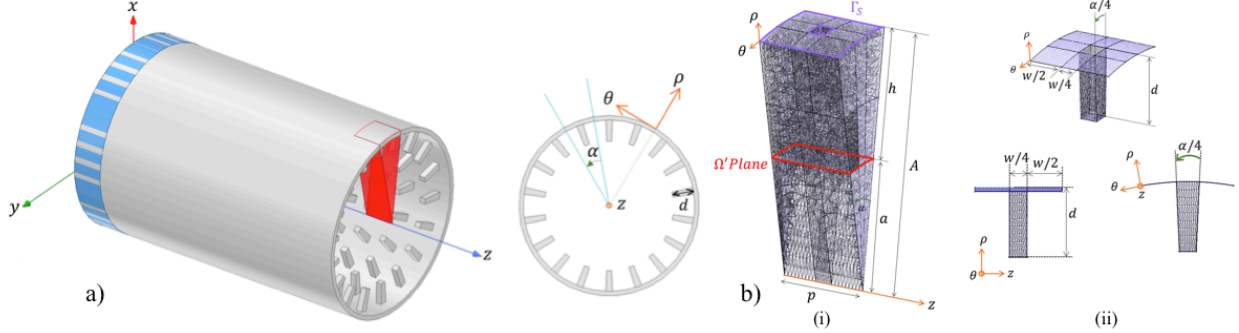 x
y
z
a)
θ
ρ
α
z
d
b)
Γ_S
ρ
θ
h
Ω′Plane
A
α
a
p
z
(i)
α/4
ρ
θ
w/2
w/4
d
w/4
w/2
d
ρ
θ
z
α/4
ρ
θ
z
(ii)